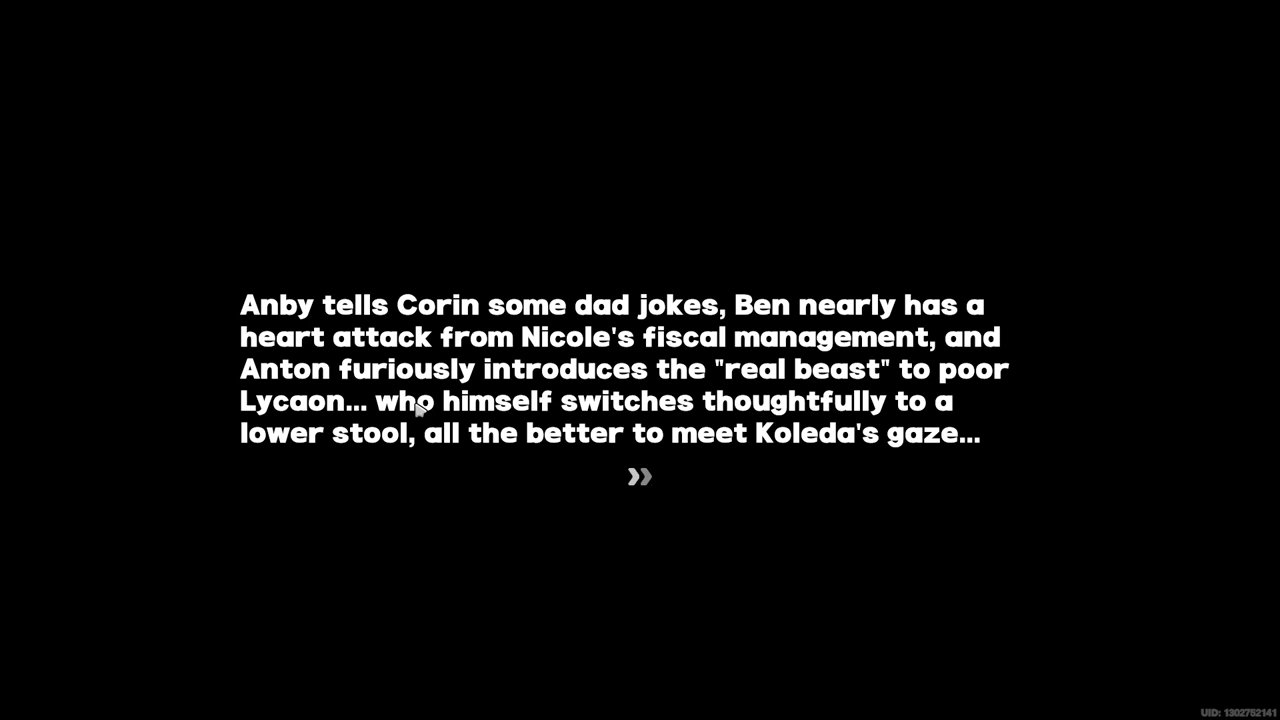 Anby tells Corin some dad jokes, Ben nearly has a
heart attack from Nicole's fiscal management, and
Anton furiously introduces the "real beast" to poor
Lycaon... who himself switches thoughtfully to a
lower stool, all the better to meet Koleda's gaze...
UID: 1302752141